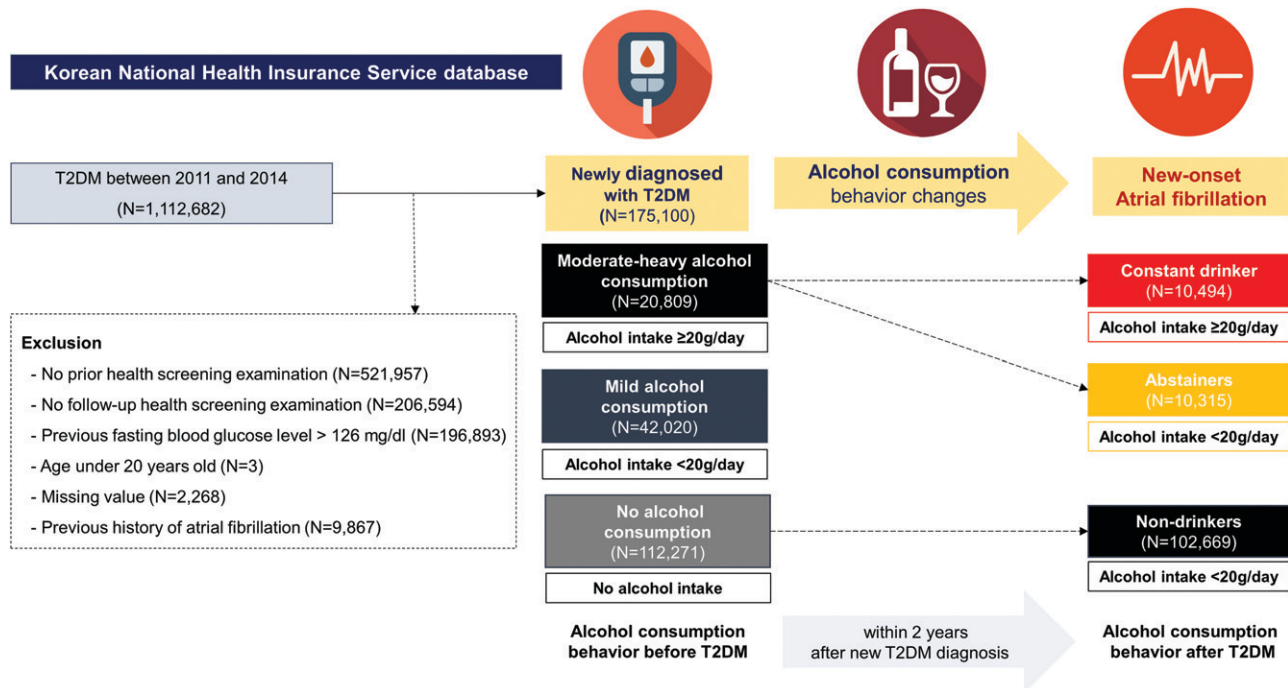 Korean National Health Insurance Service database
T2DM between 2011 and 2014
(N=1,112,682)
Newly diagnosed
with T2DM
(N=175,100)
Alcohol consumption
behavior changes
New-onset
Atrial fibrillation
Exclusion
- No prior health screening examination (N=521,957)
- No follow-up health screening examination (N=206,594)
- Previous fasting blood glucose level > 126 mg/dl (N=196,893)
- Age under 20 years old (N=3)
- Missing value (N=2,268)
- Previous history of atrial fibrillation (N=9,867)
Moderate-heavy alcohol
consumption
(N=20,809)
Alcohol intake ≥20g/day
Mild alcohol
consumption
(N=42,020)
Alcohol intake <20g/day
No alcohol
consumption
(N=112,271)
No alcohol intake
Alcohol consumption
behavior before T2DM
within 2 years
after new T2DM diagnosis
Constant drinker
(N=10,494)
Alcohol intake ≥20g/day
Abstainers
(N=10,315)
Alcohol intake <20g/day
Non-drinkers
(N=102,669)
Alcohol intake <20g/day
Alcohol consumption
behavior after T2DM